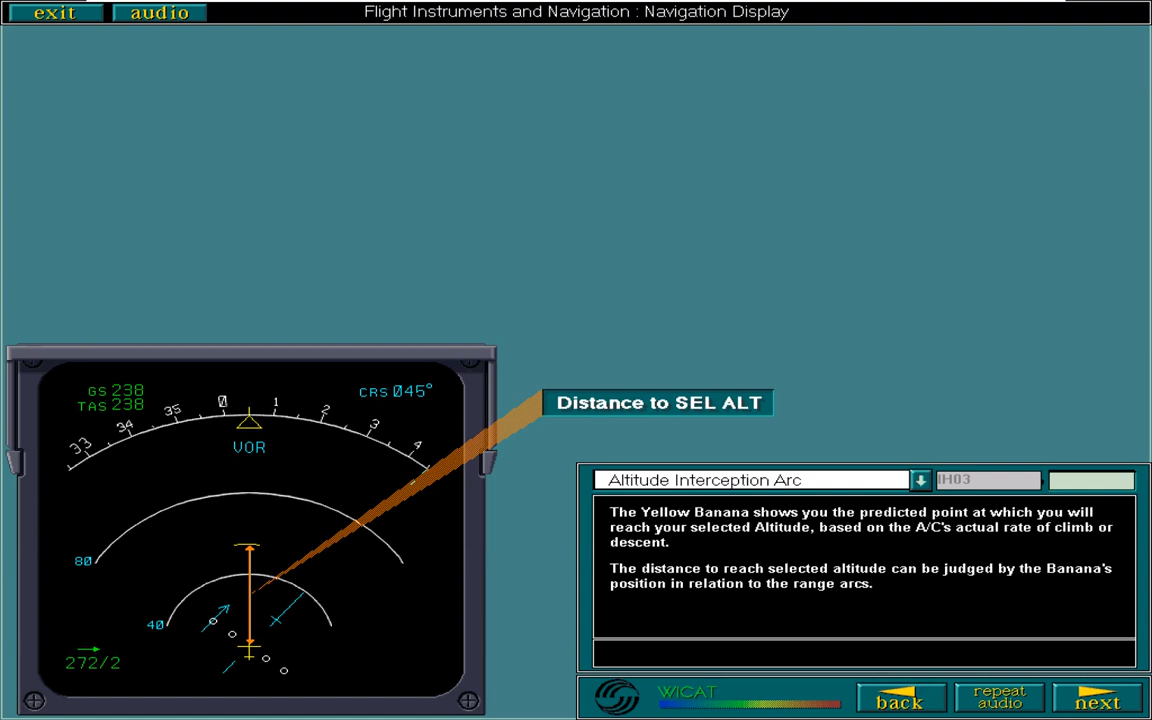 exit
audio
Flight Instruments and Navigation : Navigation Display
GS 238
TAS 238
CRS 045°
33
34
35
0
1
2
3
4
VOR
80
40
272/2
Distance to SEL ALT
Altitude Interception Arc
IH03
The Yellow Banana shows you the predicted point at which you will
reach your selected Altitude, based on the A/C's actual rate of climb or
descent.
The distance to reach selected altitude can be judged by the Banana's
position in relation to the range arcs.
WICAT
back
repeat
audio
next